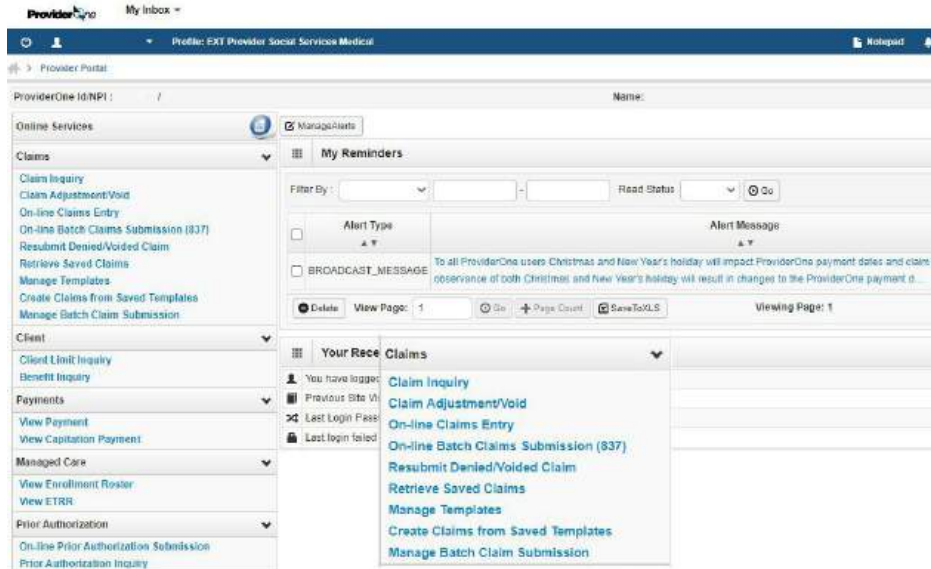 ProviderOne My Inbox
Profile: EXT Provider Social Services Medical Notepad
> Provider Portal
ProviderOne Id/NPI : / Name:
Online Services
Claims
Claim Inquiry
Claim Adjustment/Void
On-line Claims Entry
On-line Batch Claims Submission (837)
Resubmit Denied/Voided Claim
Retrieve Saved Claims
Manage Templates
Create Claims from Saved Templates
Manage Batch Claim Submission
Client
Client Limit Inquiry
Benefit Inquiry
Payments
View Payment
View Capitation Payment
Managed Care
View Enrollment Roster
View ETRR
Prior Authorization
On-line Prior Authorization Submission
Prior Authorization Inquiry
ManageAlerts
My Reminders
Filter By : - Read Status Go
Alert Type Alert Message
BROADCAST_MESSAGE
To all ProviderOne users Christmas and New Year's holiday will impact ProviderOne payment dates and claim
observance of both Christmas and New Year's holiday will result in changes to the ProviderOne payment d...
Delete View Page: 1 Go + Page Count SaveToXLS Viewing Page: 1
Your Rece
You have logged
Previous Site Vi
Last Login Pass
Last login failed
Claims
Claim Inquiry
Claim Adjustment/Void
On-line Claims Entry
On-line Batch Claims Submission (837)
Resubmit Denied/Voided Claim
Retrieve Saved Claims
Manage Templates
Create Claims from Saved Templates
Manage Batch Claim Submission